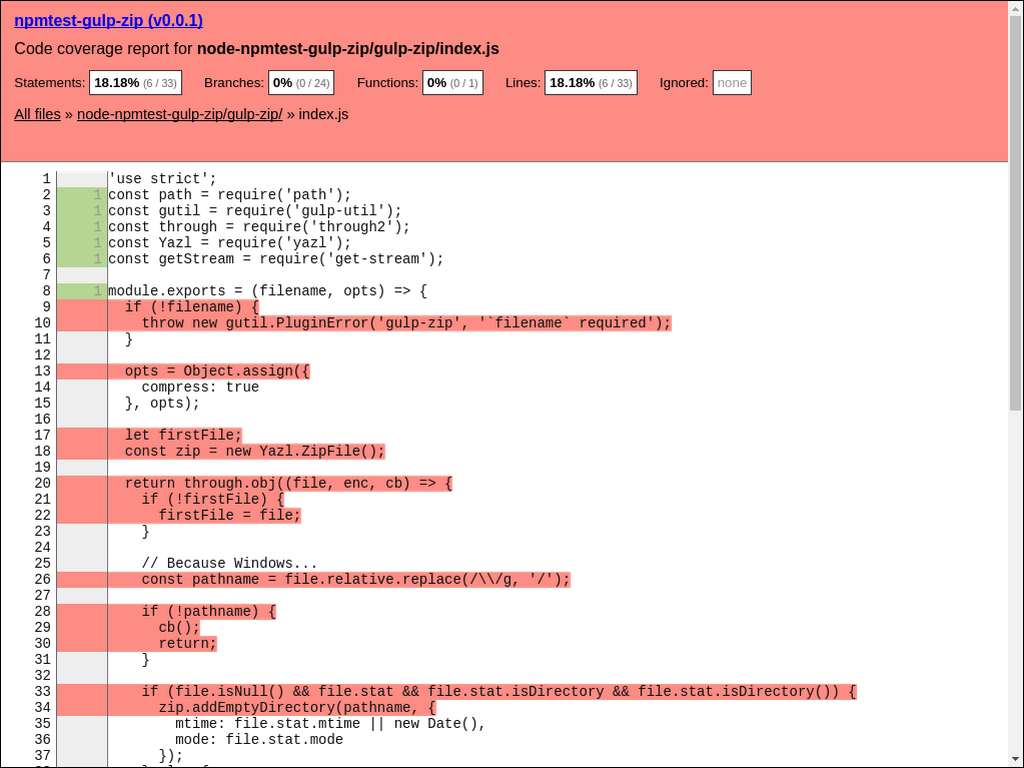 npmtest-gulp-zip (v0.0.1)
Code coverage report for node-npmtest-gulp-zip/gulp-zip/index.js
Statements: 18.18% (6 / 33) Branches: 0% (0 / 24) Functions: 0% (0 / 1) Lines: 18.18% (6 / 33) Ignored: none
All files » node-npmtest-gulp-zip/gulp-zip/ » index.js
1 'use strict';
2 1 const path = require('path');
3 1 const gutil = require('gulp-util');
4 1 const through = require('through2');
5 1 const Yazl = require('yazl');
6 1 const getStream = require('get-stream');
7
8 1 module.exports = (filename, opts) => {
9 if (!filename) {
10 throw new gutil.PluginError('gulp-zip', '`filename` required');
11 }
12
13 opts = Object.assign({
14 compress: true
15 }, opts);
16
17 let firstFile;
18 const zip = new Yazl.ZipFile();
19
20 return through.obj((file, enc, cb) => {
21 if (!firstFile) {
22 firstFile = file;
23 }
24
25 // Because Windows...
26 const pathname = file.relative.replace(/\\/g, '/');
27
28 if (!pathname) {
29 cb();
30 return;
31 }
32
33 if (file.isNull() && file.stat && file.stat.isDirectory && file.stat.isDirectory()) {
34 zip.addEmptyDirectory(pathname, {
35 mtime: file.stat.mtime || new Date(),
36 mode: file.stat.mode
37 });